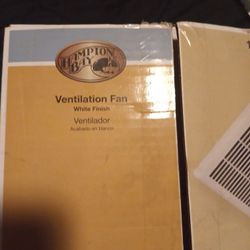 HAMPTON
BAY
Ventilation Fan
White Finish
Ventilador
Acabado en blanco